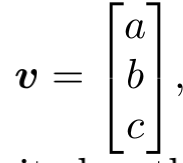 v = [a
b
c],